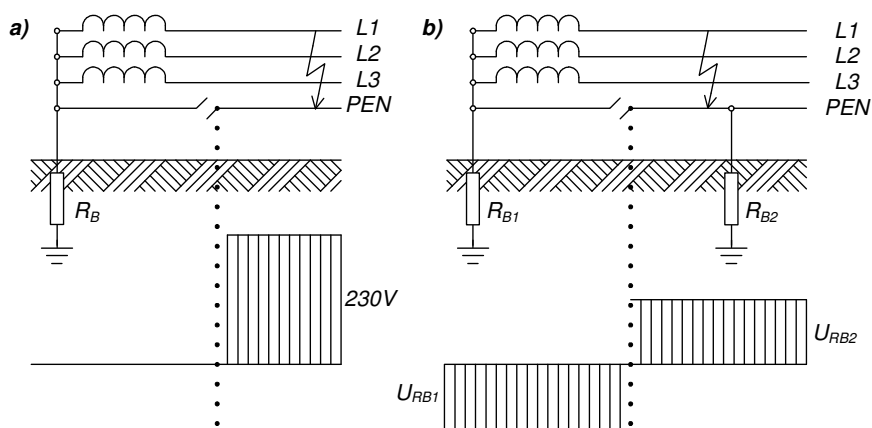 a)
L1
L2
L3
PEN
R_B
230V
b)
L1
L2
L3
PEN
R_B1
R_B2
U_RB2
U_RB1